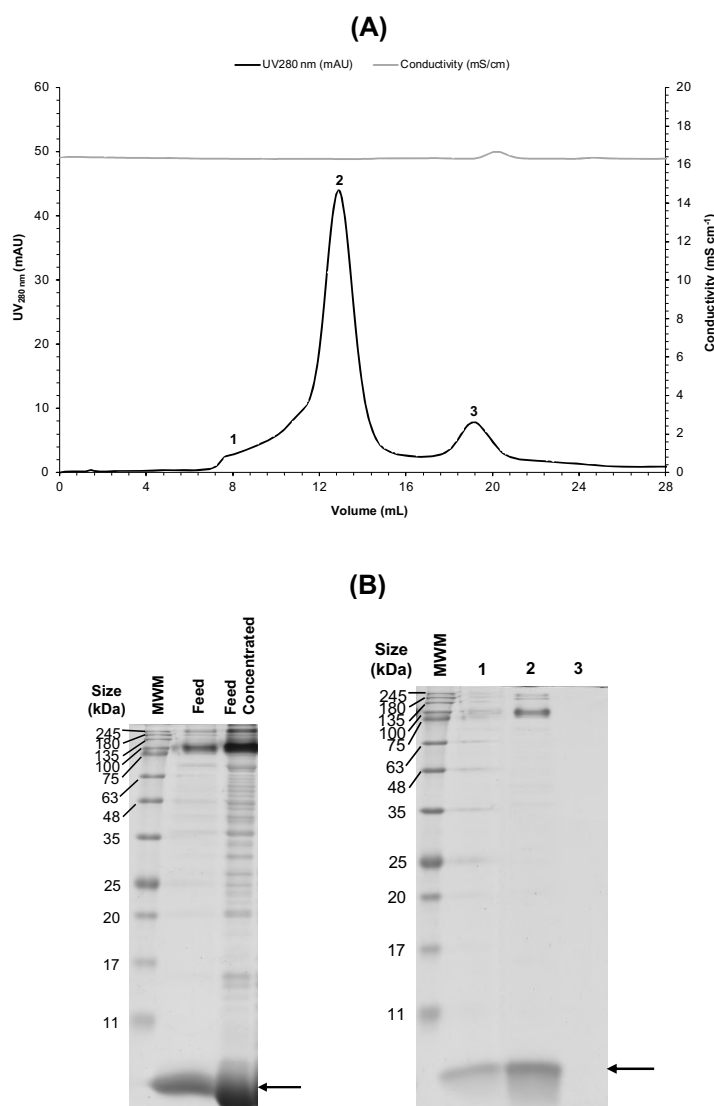 (A)
UV280 nm (mAU) Conductivity (mS/cm)
60 20
18
50
16
2
14
40
12
30 10
8
20
6
3
4
10
1
2
0 0
0 4 8 12 16 20 24 28
UV280 nm (mAU)
Conductivity (mS cm-1)
Volume (mL)
(B)
Size
(kDa)
MWM
Feed
Feed
Concentrated
245
180
135
100
75
63
48
35
25
20
17
11
Size
(kDa)
MWM
1 2 3
245
180
135
100
75
63
48
35
25
20
17
11